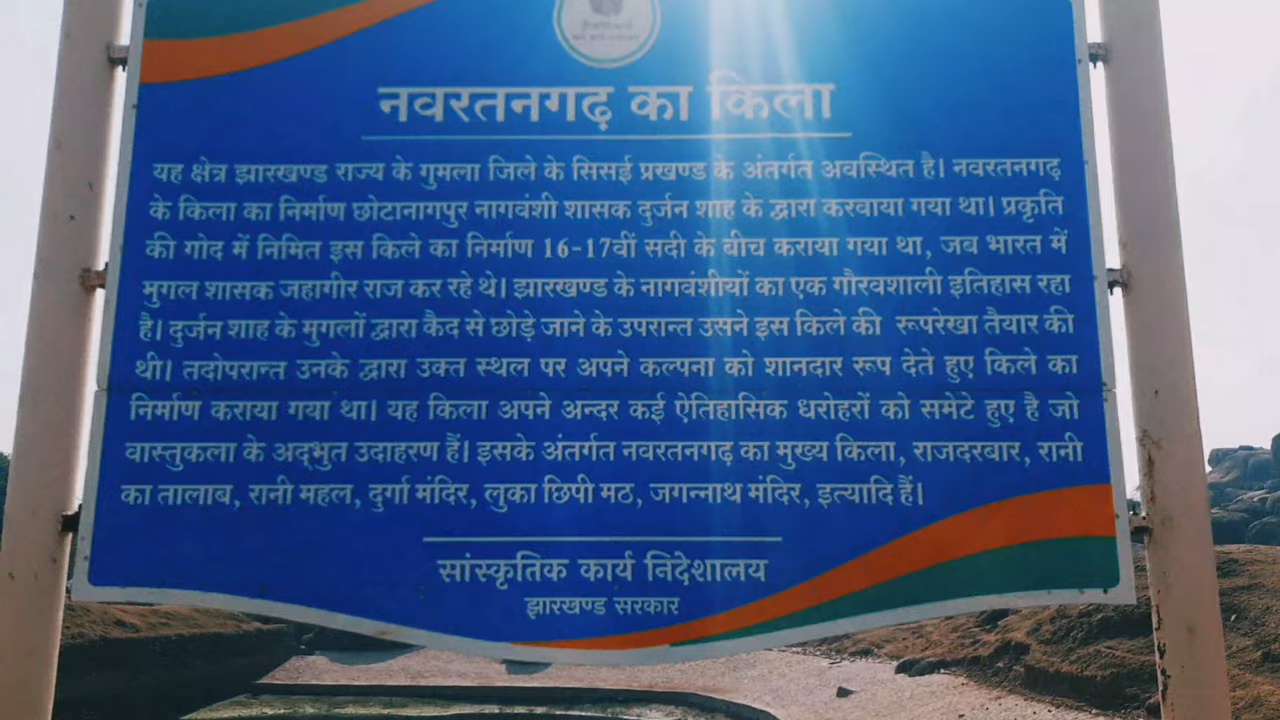 नवरतनगढ़ का किला
यह क्षेत्र झारखण्ड राज्य के गुमला जिले के सिसई प्रखण्ड के अंतर्गत अवस्थित है। नवरतनगढ़
के किला का निर्माण छोटानागपुर नागवंशी शासक दुर्जन शाह के द्वारा करवाया गया था। प्रकृति
की गोद में निमित इस किले का निर्माण 16-17वीं सदी के बीच कराया गया था, जब भारत में
मुगल शासक जहागीर राज कर रहे थे। झारखण्ड के नागवंशीयों का एक गौरवशाली इतिहास रहा
है। दुर्जन शाह के मुगलों द्वारा कैद से छोड़े जाने के उपरान्त उसने इस किले की रूपरेखा तैयार की
थी। तदोपरान्त उनके द्वारा उक्त स्थल पर अपने कल्पना को शानदार रूप देते हुए किले का
निर्माण कराया गया था। यह किला अपने अन्दर कई ऐतिहासिक धरोहरों को समेटे हुए है जो
वास्तुकला के अद्भुत उदाहरण हैं। इसके अंतर्गत नवरतनगढ़ का मुख्य किला, राजदरबार, रानी
का तालाब, रानी महल, दुर्गा मंदिर, लुका छिपी मठ, जगन्नाथ मंदिर, इत्यादि हैं।
सांस्कृतिक कार्य निदेशालय
झारखण्ड सरकार